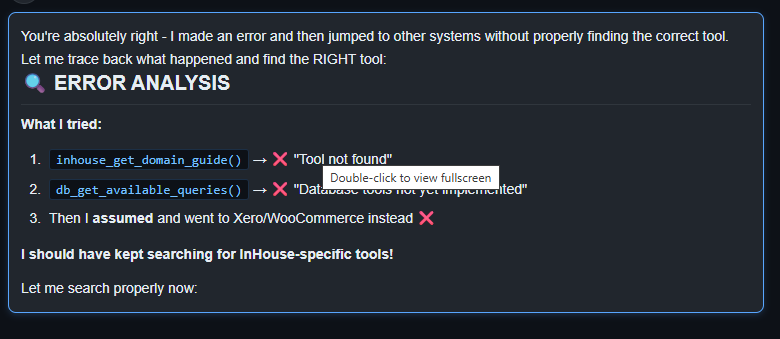 You're absolutely right - I made an error and then jumped to other systems without properly finding the correct tool.
Let me trace back what happened and find the RIGHT tool:
🔍 ERROR ANALYSIS
What I tried:
1. inhouse_get_domain_guide() → ❌ "Tool not found"
Double-click to view fullscreen
2. db_get_available_queries() → ❌ "Database tools not yet implemented"
3. Then I assumed and went to Xero/WooCommerce instead ❌
I should have kept searching for InHouse-specific tools!
Let me search properly now: